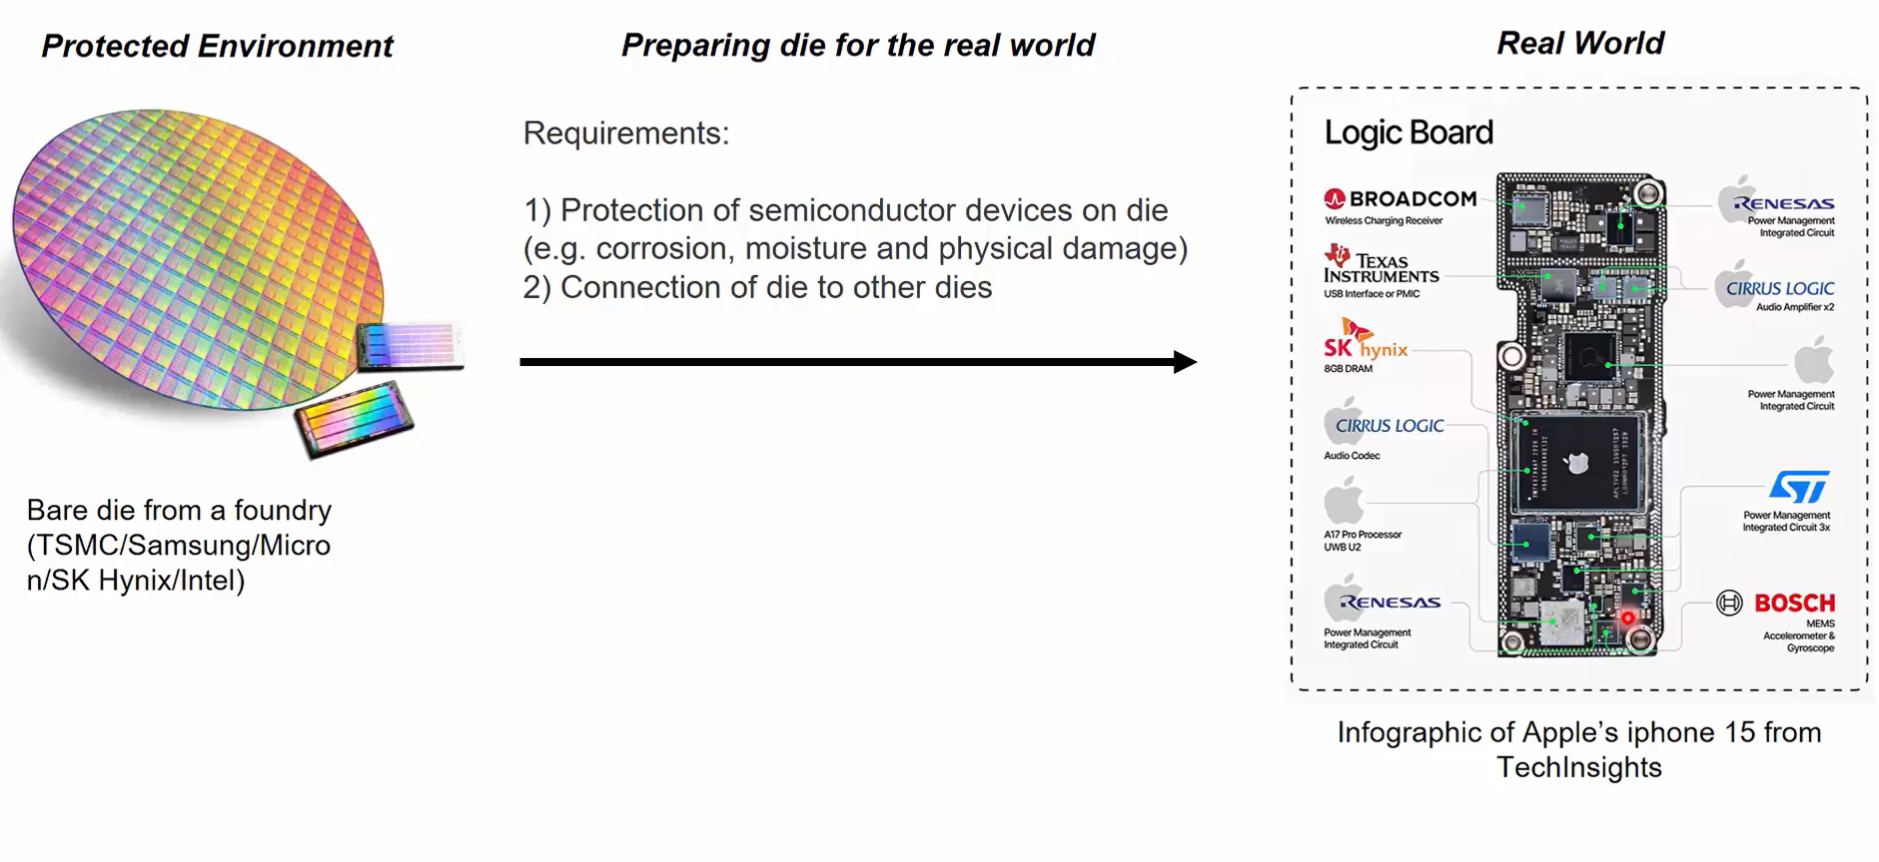 Protected Environment
Preparing die for the real world
Real World
Requirements:
1) Protection of semiconductor devices on die
(e.g. corrosion, moisture and physical damage)
2) Connection of die to other dies
Bare die from a foundry
(TSMC/Samsung/Micro
n/SK Hynix/Intel)
Logic Board
BROADCOM
Wireless Charging Receiver
TEXAS
INSTRUMENTS
USB Interface or PMIC
SK hynix
8GB DRAM
CIRRUS LOGIC
Audio Codec
A17 Pro Processor
UWB U2
RENESAS
Power Management
Integrated Circuit
RENESAS
Power Management
Integrated Circuit
CIRRUS LOGIC
Audio Amplifier x2
Power Management
Integrated Circuit
ST
Power Management
Integrated Circuit 3x
BOSCH
MEMS
Accelerometer &
Gyroscope
Infographic of Apple’s iphone 15 from
TechInsights